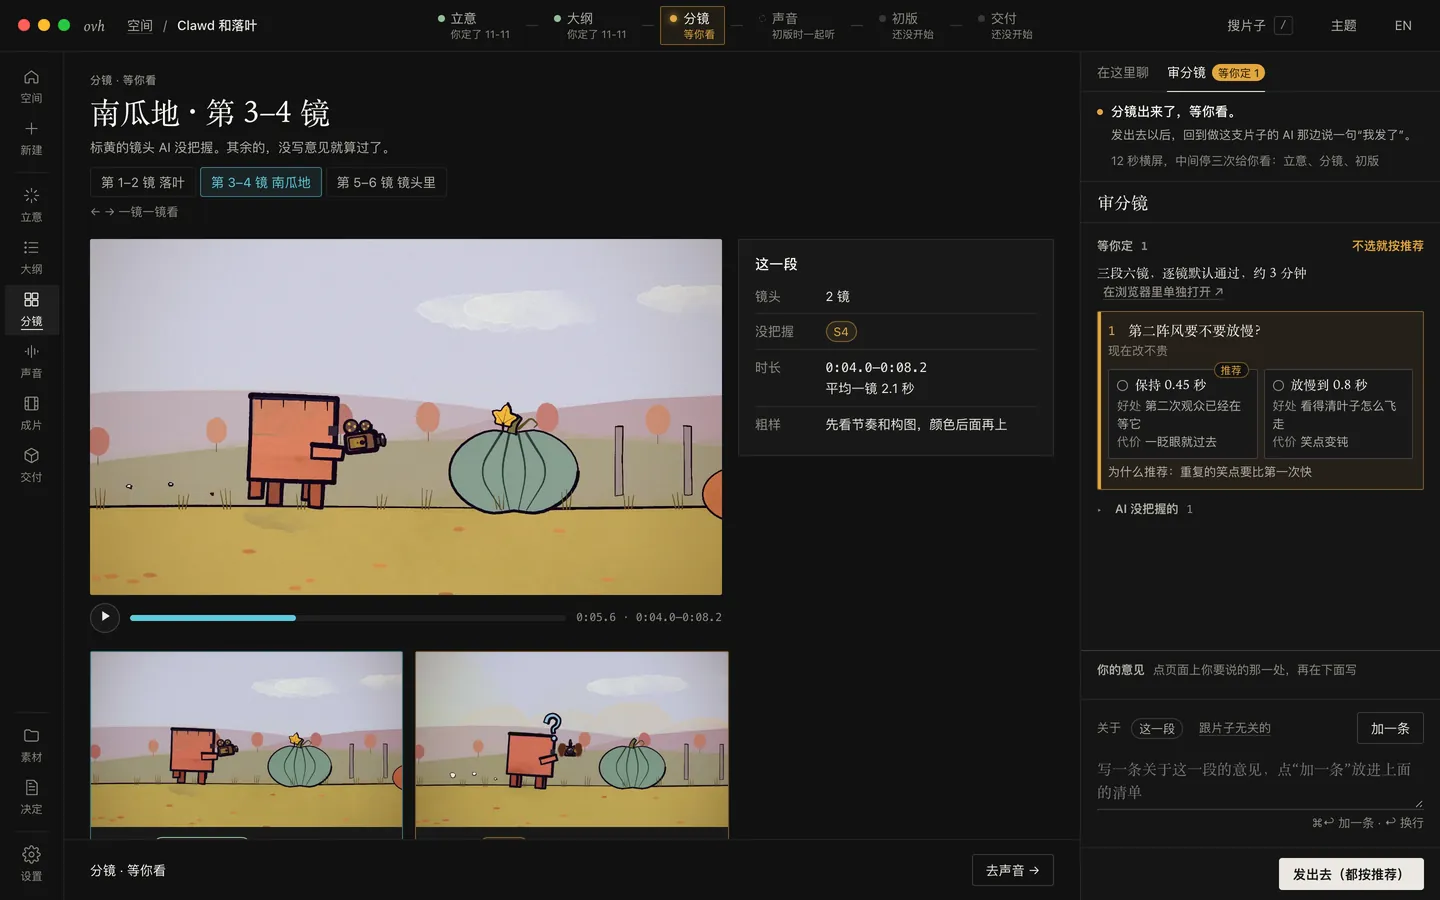 ovh 空间 / Clawd 和落叶
立意 你定了 11-11
大纲 你定了 11-11
分镜 等你看
声音 初版时一起听
初版 还没开始
交付 还没开始
搜片子 /
主题
EN
空间
新建
立意
大纲
分镜
声音
成片
交付
素材
决定
设置
分镜 · 等你看
南瓜地 · 第 3–4 镜
标黄的镜头 AI 没把握。其余的，没写意见就算过了。
第 1–2 镜 落叶
第 3–4 镜 南瓜地
第 5–6 镜 镜头里
← → 一镜一镜看
0:05.6 · 0:04.0–0:08.2
?
这一段
镜头 2 镜
没把握 S4
时长 0:04.0–0:08.2
平均一镜 2.1 秒
粗样 先看节奏和构图，颜色后面再上
分镜 · 等你看
去声音 →
在这里聊
审分镜 等你定 1
分镜出来了，等你看。
发出去以后，回到做这支片子的 AI 那边说一句“我发了”。
12 秒横屏，中间停三次给你看：立意、分镜、初版
审分镜
等你定 1
不选就按推荐
三段六镜，逐镜默认通过，约 3 分钟
在浏览器里单独打开 ↗
1 第二阵风要不要放慢?
现在改不贵
推荐
保持 0.45 秒
好处 第二次观众已经在等它
代价 一眨眼就过去
放慢到 0.8 秒
好处 看得清叶子怎么飞走
代价 笑点变钝
为什么推荐：重复的笑点要比第一次快
AI 没把握的 1
你的意见 点页面上你要说的那一处，再在下面写
关于 这一段 跟片子无关的
加一条
写一条关于这一段的意见，点“加一条”放进上面
的清单
⌘↩ 加一条 · ↩ 换行
发出去（都按推荐）